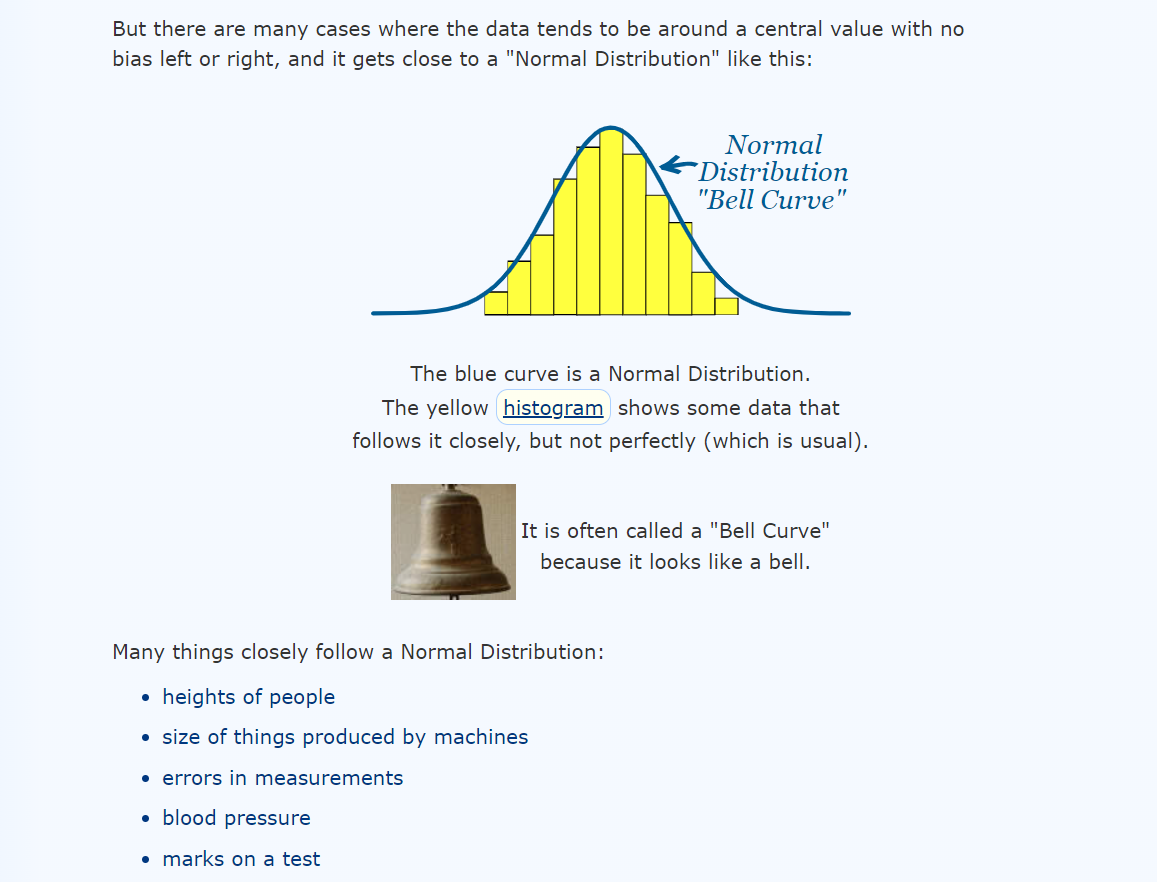 But there are many cases where the data tends to be around a central value with no
bias left or right, and it gets close to a "Normal Distribution" like this:
Normal
Distribution
"Bell Curve"
The blue curve is a Normal Distribution.
The yellow histogram shows some data that
follows it closely, but not perfectly (which is usual).
It is often called a "Bell Curve"
because it looks like a bell.
Many things closely follow a Normal Distribution:
• heights of people
• size of things produced by machines
• errors in measurements
• blood pressure
• marks on a test